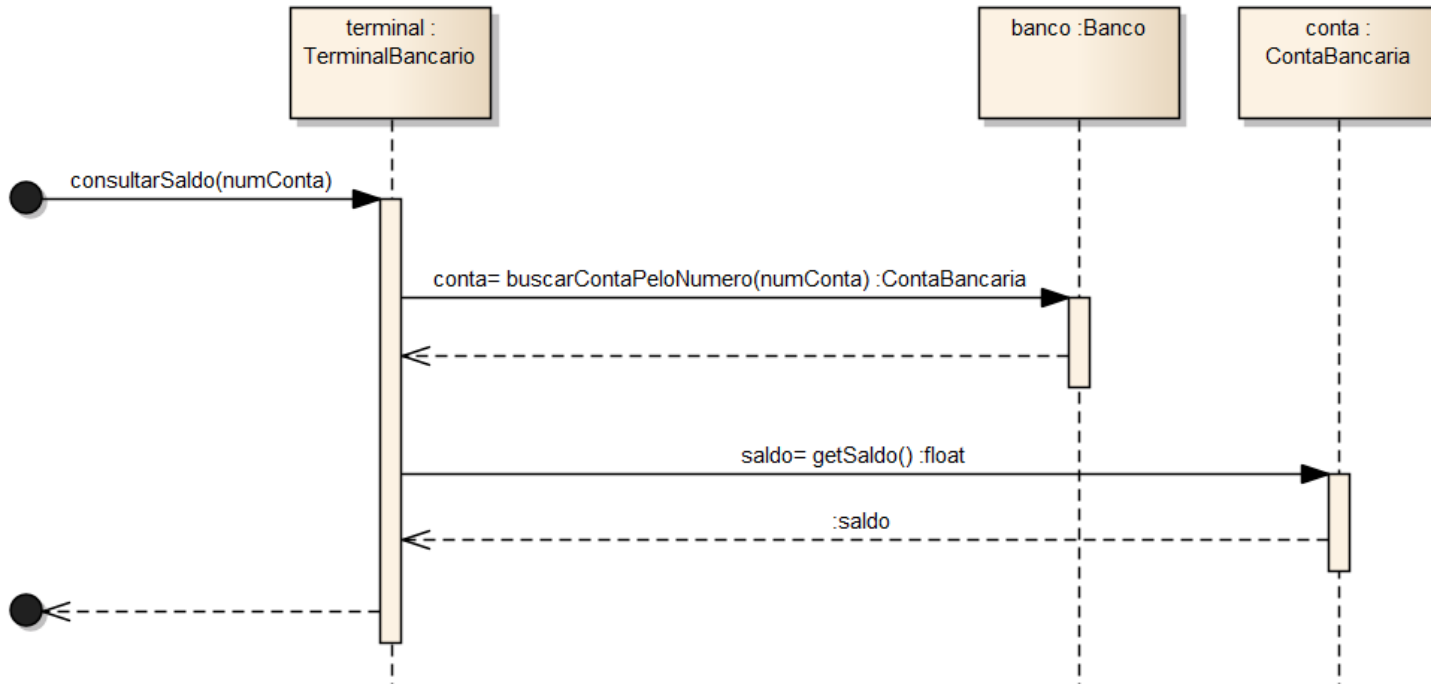 terminal :
TerminalBancario
banco :Banco
conta :
ContaBancaria
consultarSaldo(numConta)
conta= buscarContaPeloNumero(numConta) :ContaBancaria
saldo= getSaldo() :float
:saldo